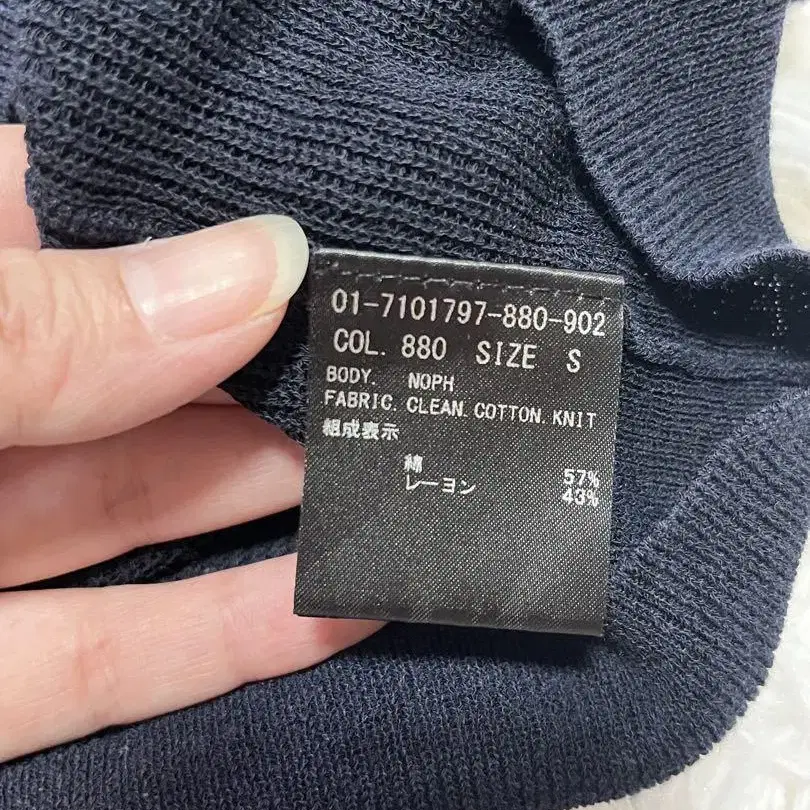 01-7101797-880-902
COL. 880 SIZE S
BODY. NOPH
FABRIC. CLEAN. COTTON. KNIT
組成表示
綿 57%
レーヨン 43%